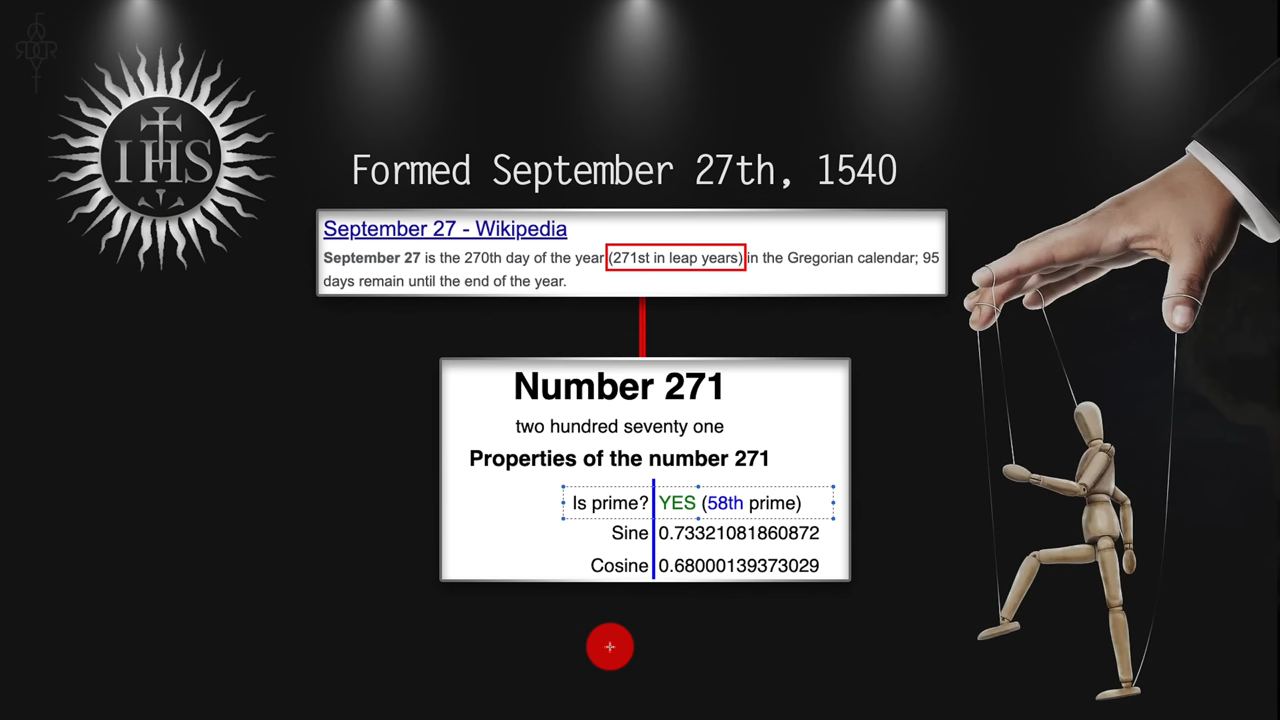 IHS
Formed September 27th, 1540
September 27 - Wikipedia
September 27 is the 270th day of the year (271st in leap years) in the Gregorian calendar; 95
days remain until the end of the year.
Number 271
two hundred seventy one
Properties of the number 271
Is prime? YES (58th prime)
Sine 0.73321081860872
Cosine 0.68000139373029